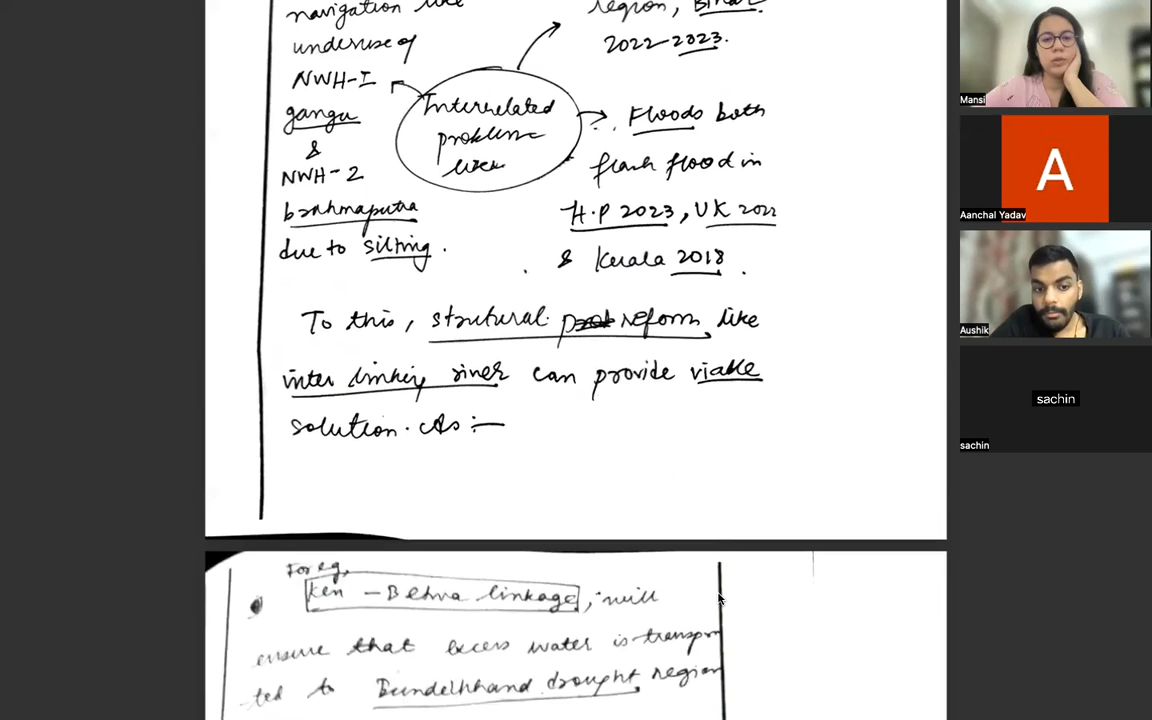 navigation like
underuse of
NWH-I
ganga
&
NWH-2
brahmaputra
due to silting.
Interrelated
problems
like
region, Bihar
2022-2023.
Floods both
flash flood in
H.P 2023, UK 2022
& Kerala 2018.
To this, strutural reform, like
inter linking river can provide viable
solution. As :-
For eg,
Ken - Betwa linkage, will
ensure that excess water is transpor
ted to Bundelkhand drought region
Mansi
A
Aanchal Yadav
Aushik
sachin
sachin